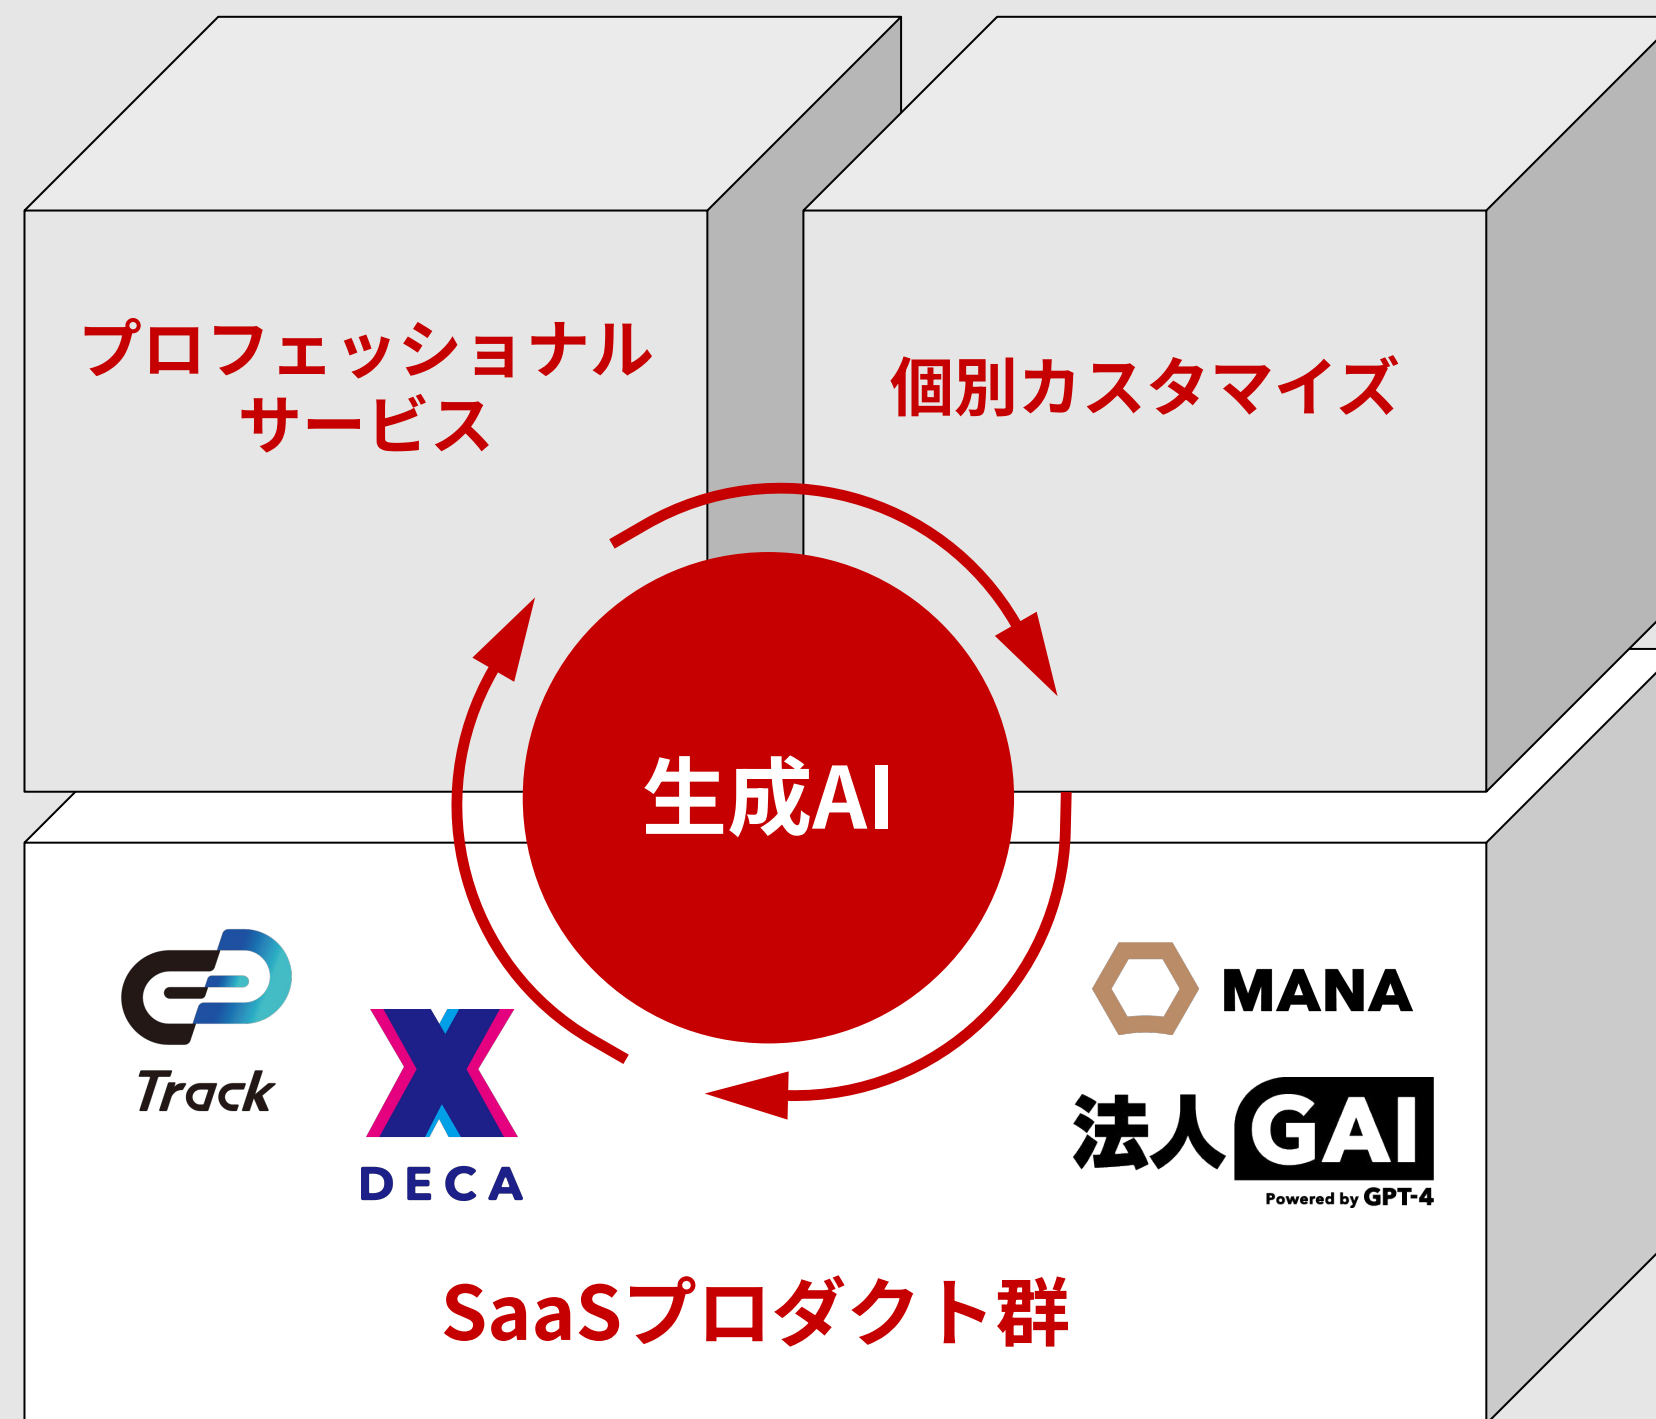 プロフェッショナル
サービス
個別カスタマイズ
生成AI
Track
DECA
MANA
法人GAI
Powered by GPT-4
SaaSプロダクト群